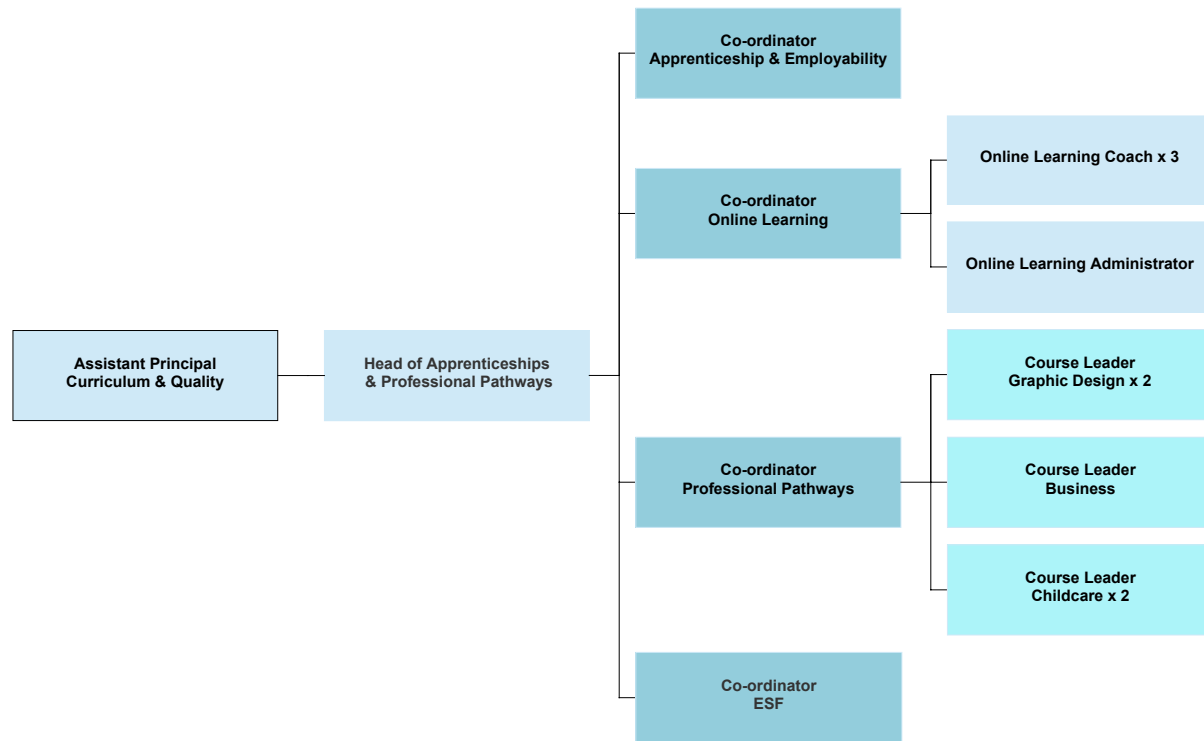 Co-ordinator
Apprenticeship & Employability
Online Learning Coach x 3
Co-ordinator
Online Learning
Online Learning Administrator
Assistant Principal
Curriculum & Quality
Head of Apprenticeships
& Professional Pathways
Course Leader
Graphic Design x 2
Co-ordinator
Professional Pathways
Course Leader
Business
Course Leader
Childcare x 2
Co-ordinator
ESF